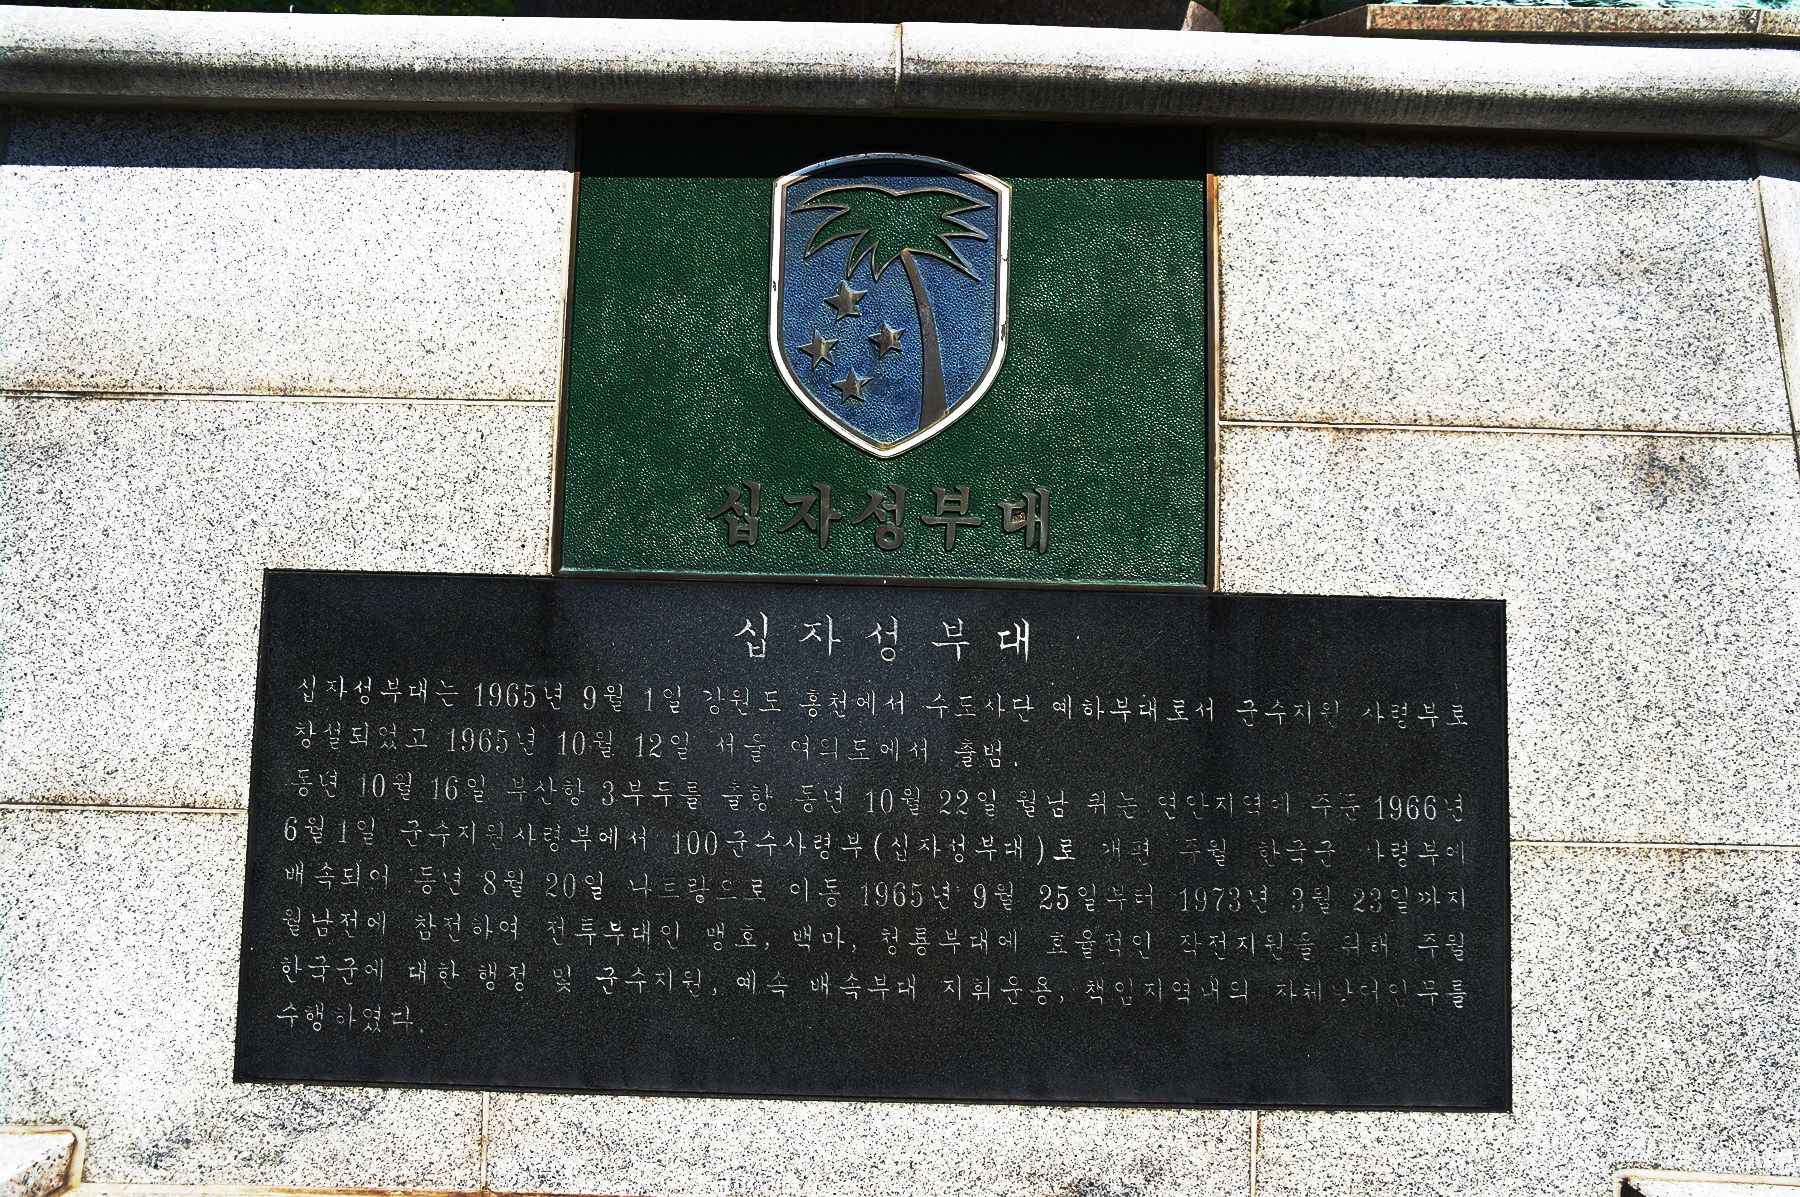 십자성부대
십 자 성 부 대
십자성부대는 1965년 9월 1일 강원도 홍천에서 수도사단 예하부대로서 군수지원 사령부로
창설되었고 1965년 10월 12일 서울 여의도에서 출범.
동년 10월 16일 부산항 3부두를 출항 동년 10월 22일 월남 퀴논 연안지역에 주둔 1966년
6월 1일 군수지원사령부에서 100군수사령부(십자성부대)로 개편 주월 한국군 사령부에
배속되어 동년 8월 20일 나트랑으로 이동 1965년 9월 25일부터 1973년 3월 23일까지
월남전에 참전하여 전투부대인 맹호, 백마, 청룡부대에 효율적인 작전지원을 위해 주월
한국군에 대한 행정 및 군수지원, 예속 배속부대 지휘운용, 책임지역내의 자체방어임무를
수행하였다.